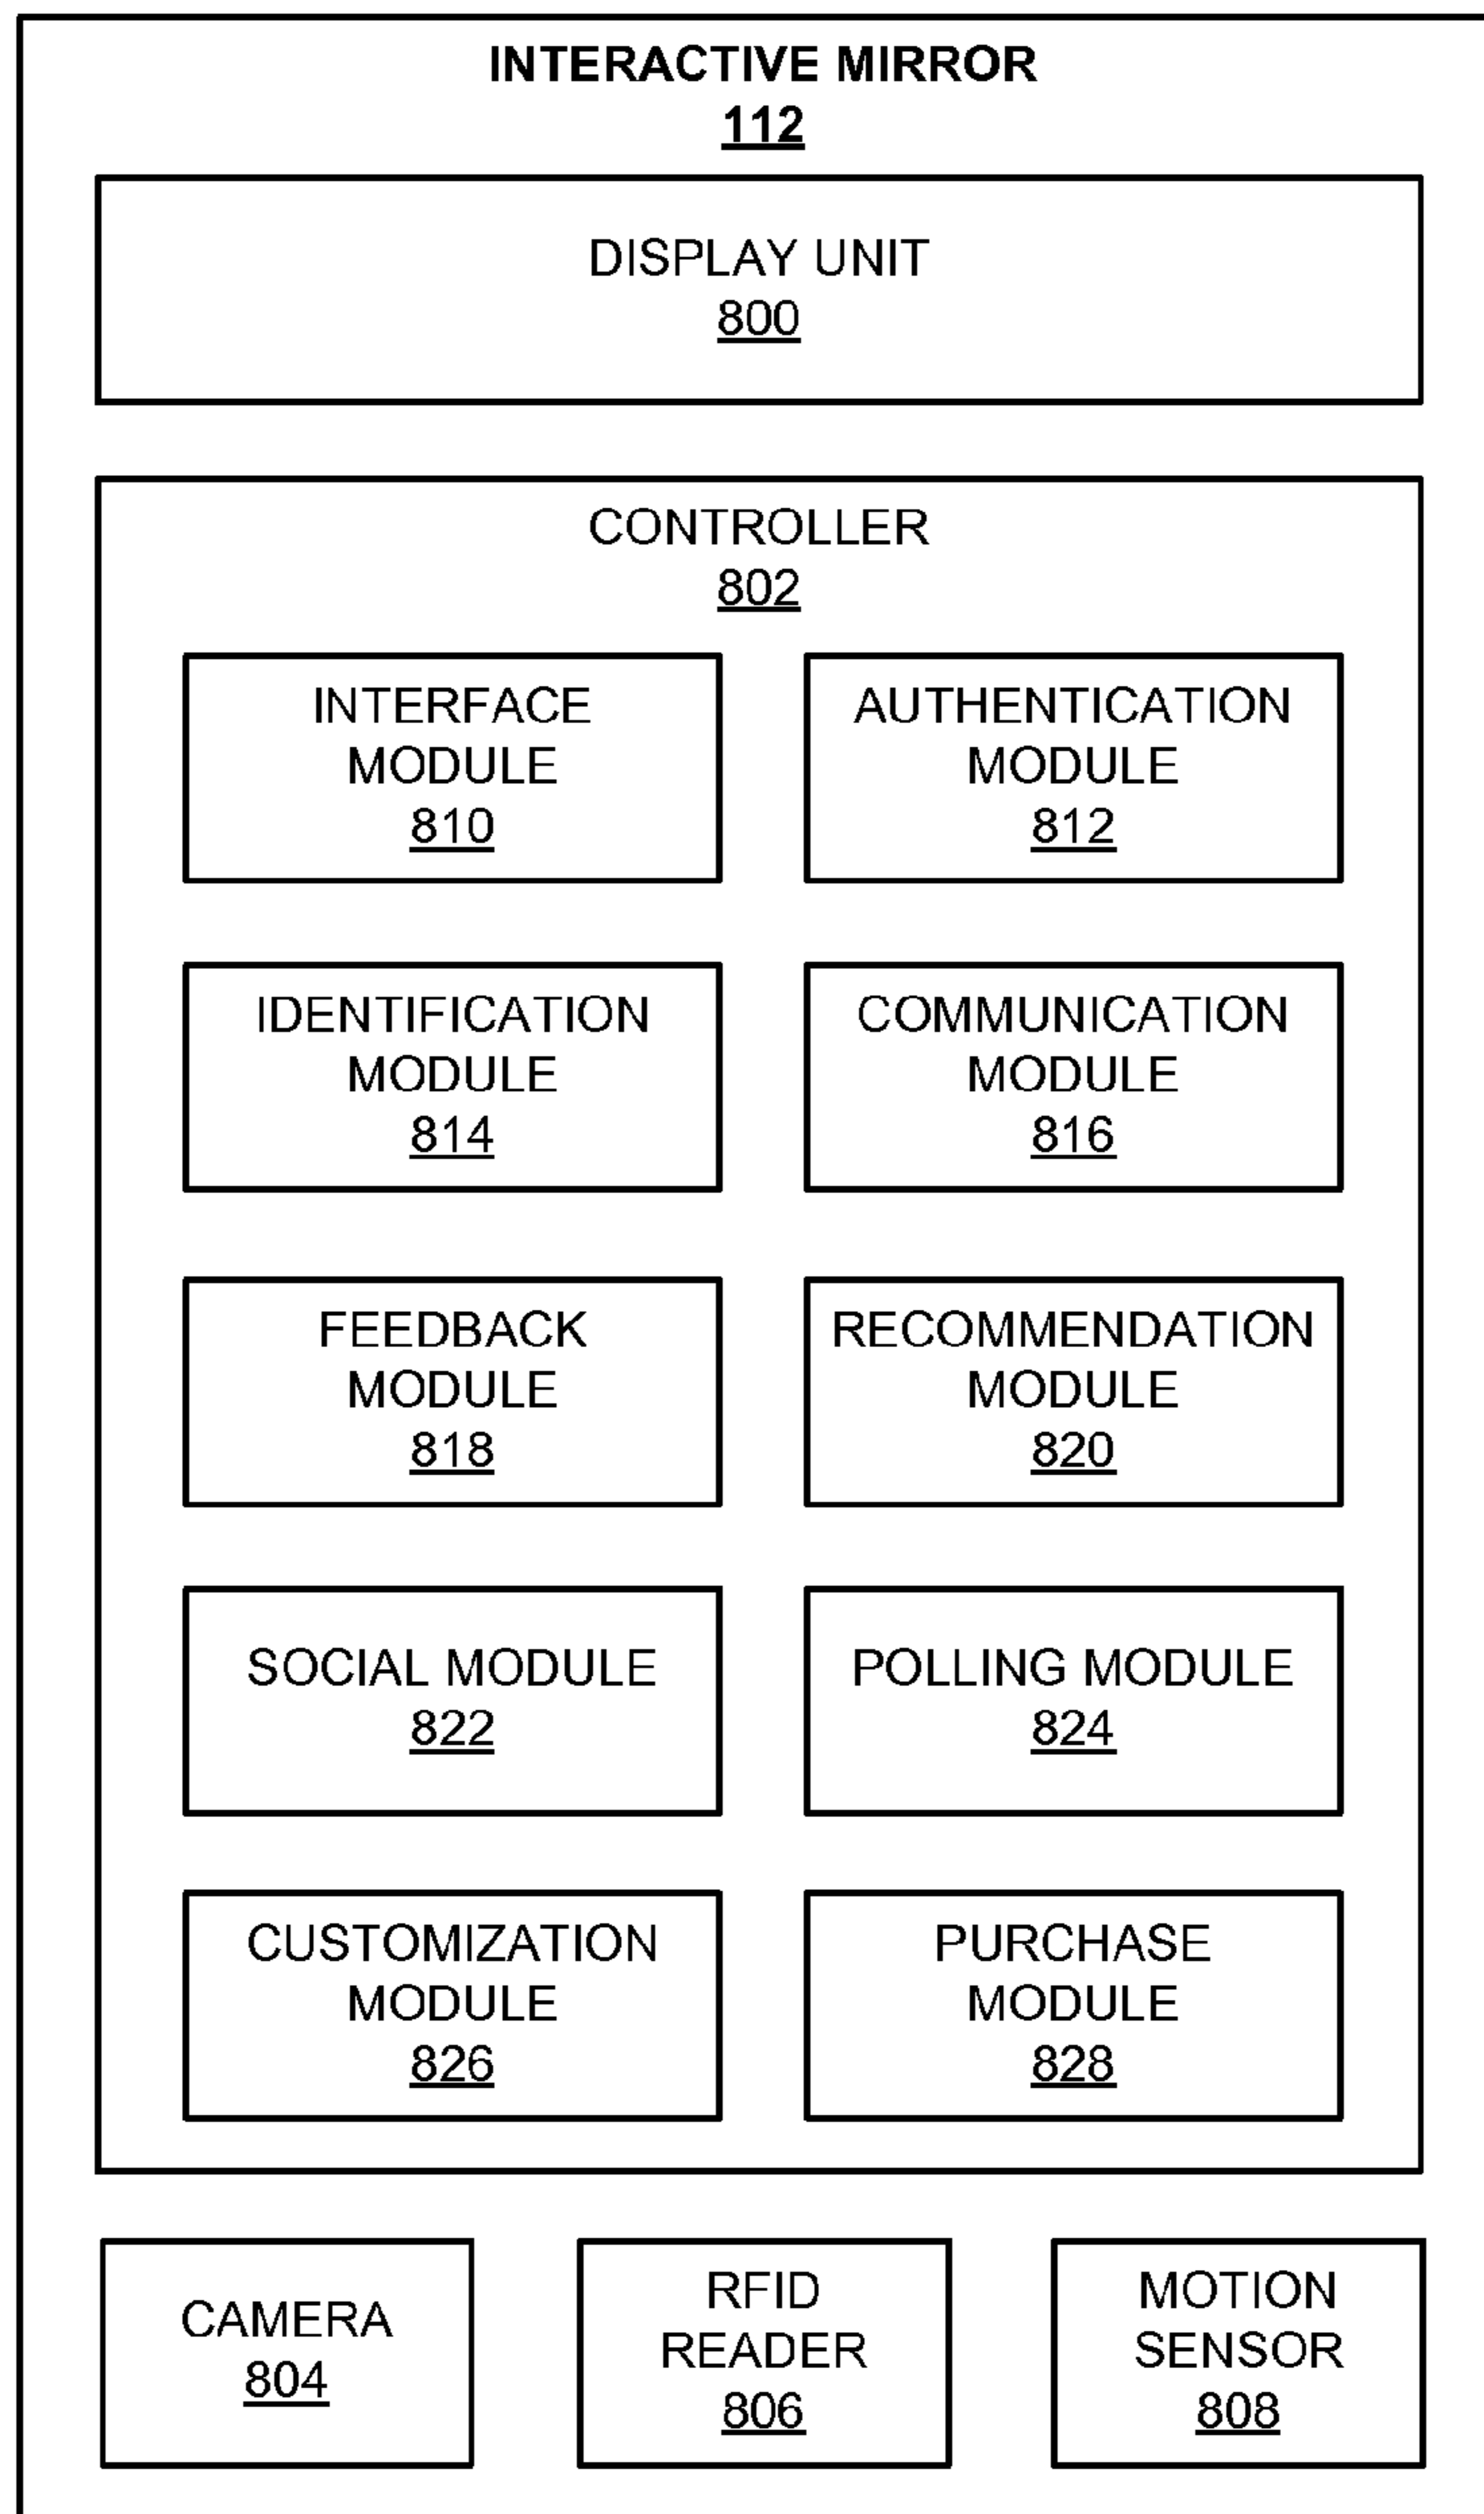 INTERACTIVE MIRROR
112
DISPLAY UNIT
800
CONTROLLER
802
INTERFACE
MODULE
810
AUTHENTICATION
MODULE
812
IDENTIFICATION
MODULE
814
COMMUNICATION
MODULE
816
FEEDBACK
MODULE
818
RECOMMENDATION
MODULE
820
SOCIAL MODULE
822
POLLING MODULE
824
CUSTOMIZATION
MODULE
826
PURCHASE
MODULE
828
CAMERA
804
RFID
READER
806
MOTION
SENSOR
808